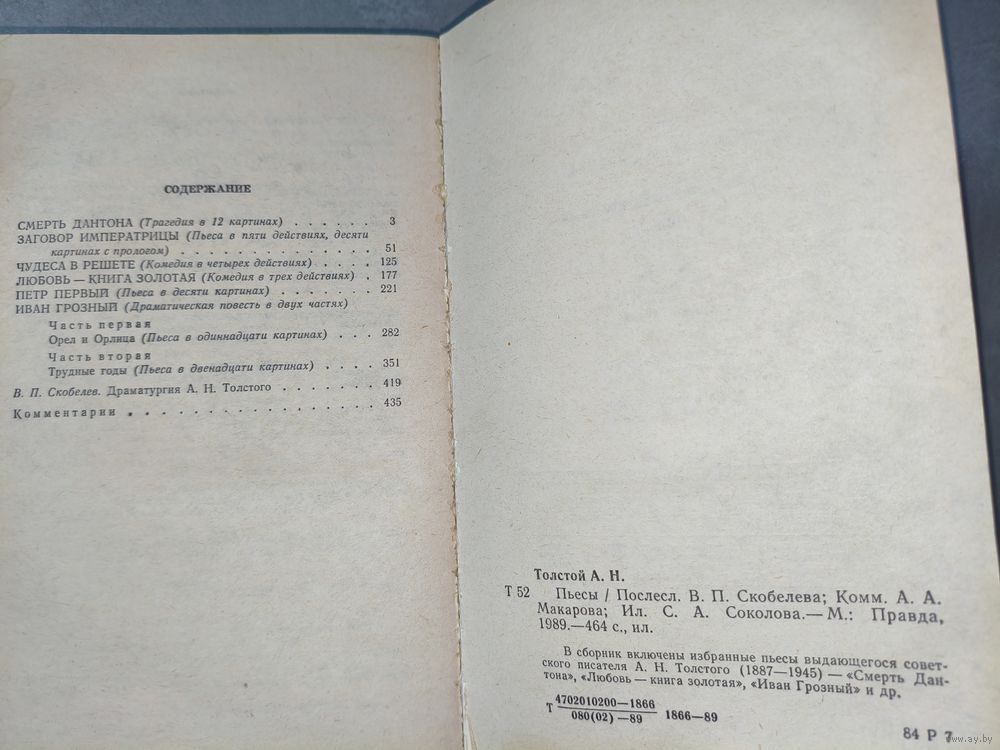 СОДЕРЖАНИЕ
СМЕРТЬ ДАНТОНА (Трагедия в 12 картинах) . . . . . . 3
ЗАГОВОР ИМПЕРАТРИЦЫ (Пьеса в пяти действиях, десяти
картинах с прологом) . . . . . . . . . . . . . 51
ЧУДЕСА В РЕШЕТЕ (Комедия в четырех действиях) . . . . 125
ЛЮБОВЬ — КНИГА ЗОЛОТАЯ (Комедия в трех действиях) . 177
ПЕТР ПЕРВЫЙ (Пьеса в десяти картинах) . . . . . . . 221
ИВАН ГРОЗНЫЙ (Драматическая повесть в двух частях)
Часть первая
Орел и Орлица (Пьеса в одиннадцати картинах) . . . 282
Часть вторая
Трудные годы (Пьеса в двенадцати картинах) . . . . 351
В. П. Скобелев. Драматургия А. Н. Толстого . . . . . . . 419
Комментарии . . . . . . . . . . . . . . . . 435
Толстой А. Н.
Т 52 Пьесы / Послесл. В. П. Скобелева; Комм. А. А.
Макарова; Ил. С. А. Соколова.— М.: Правда,
1989.—464 с., ил.
В сборник включены избранные пьесы выдающегося совет-
ского писателя А. Н. Толстого (1887—1945) — «Смерть Дан-
тона», «Любовь — книга золотая», «Иван Грозный» и др.
4702010200—1866
Т 080(02)—89 1866—89
84 Р 7
www.ay.by